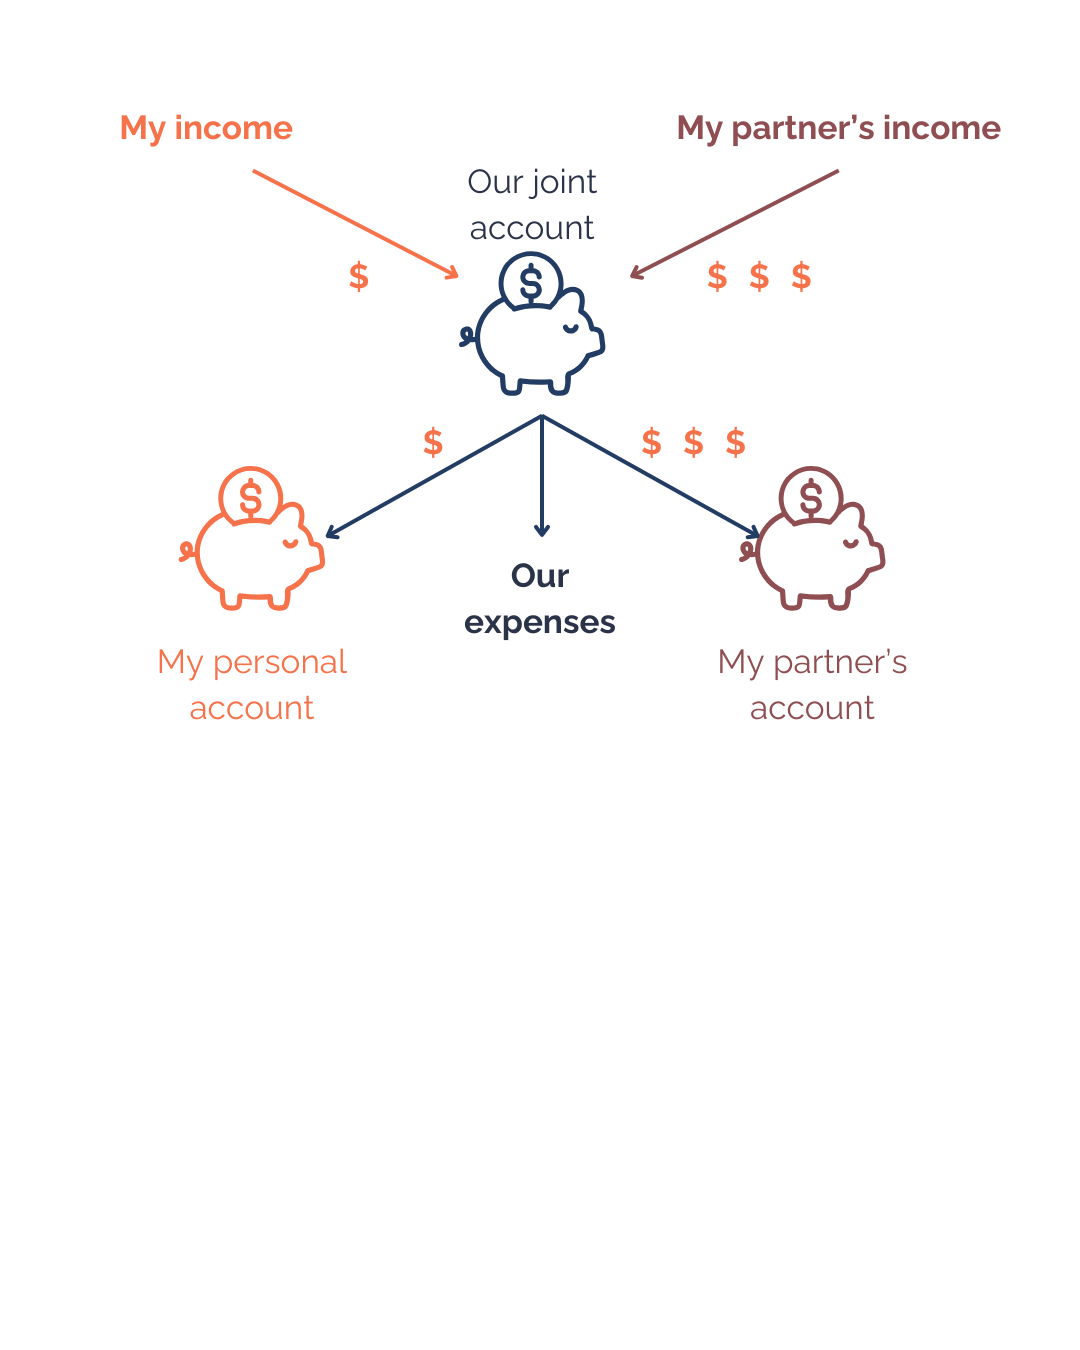 My income
My partner’s income
Our joint
account
$
$
$ $ $
$
$ $ $
$
$
Our
expenses
My personal
account
My partner’s
account